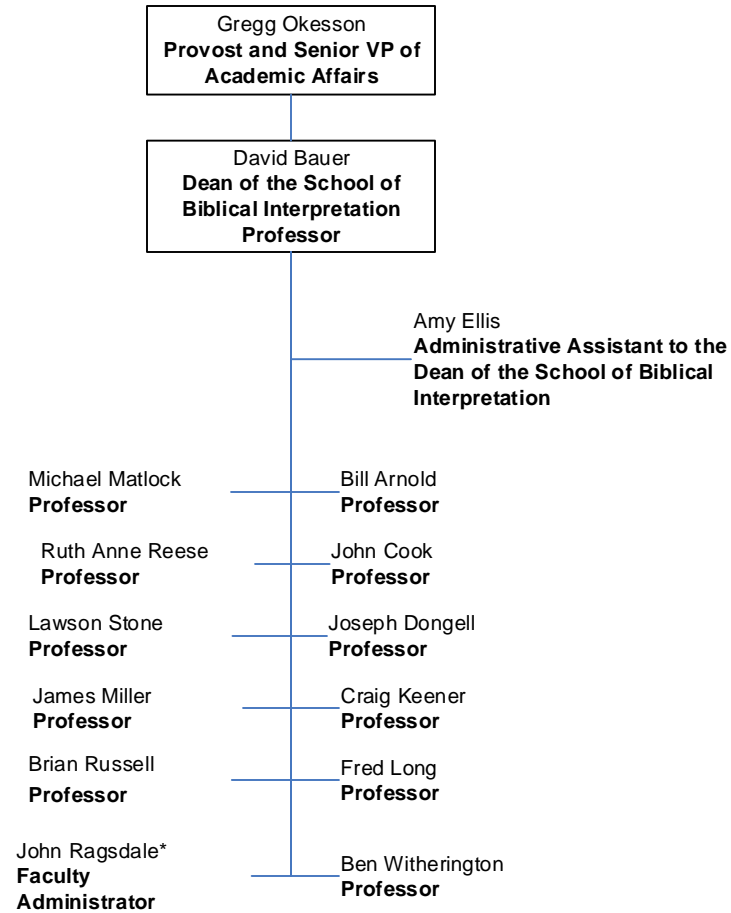 Gregg Okesson
Provost and Senior VP of
Academic Affairs
David Bauer
Dean of the School of
Biblical Interpretation
Professor
Amy Ellis
Administrative Assistant to the
Dean of the School of Biblical
Interpretation
Michael Matlock
Professor
Bill Arnold
Professor
Ruth Anne Reese
Professor
John Cook
Professor
Lawson Stone
Professor
Joseph Dongell
Professor
James Miller
Professor
Craig Keener
Professor
Brian Russell
Professor
Fred Long
Professor
John Ragsdale*
Faculty
Administrator
Ben Witherington
Professor